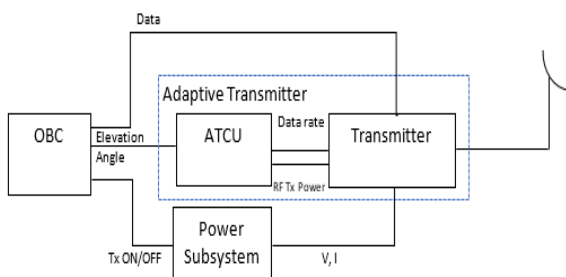 Data
Adaptive Transmitter
OBC
Elevation
Angle
ATCU
Data rate
Transmitter
RF Tx Power
Tx ON/OFF
Power
Subsystem
V, I